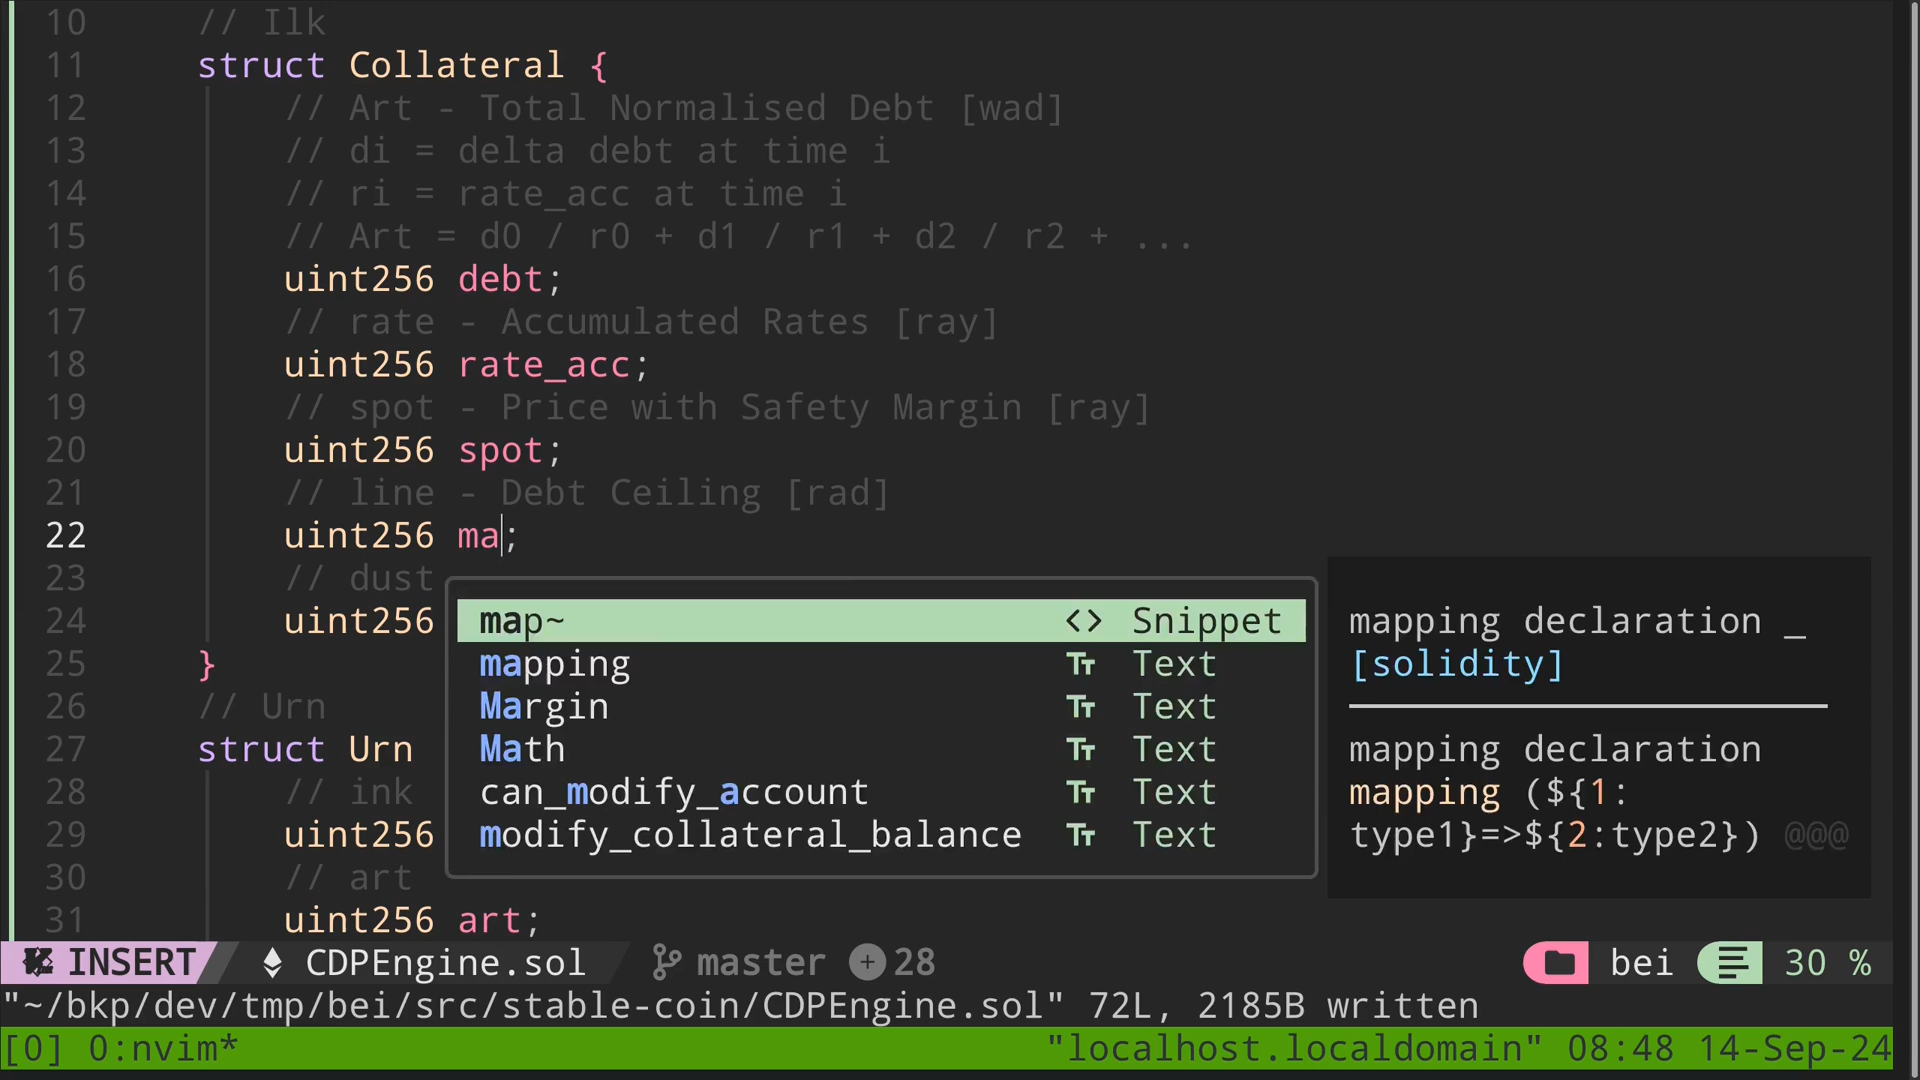 10 // Ilk
11 struct Collateral {
12 // Art - Total Normalised Debt [wad]
13 // di = delta debt at time i
14 // ri = rate_acc at time i
15 // Art = d0 / r0 + d1 / r1 + d2 / r2 + ...
16 uint256 debt;
17 // rate - Accumulated Rates [ray]
18 uint256 rate_acc;
19 // spot - Price with Safety Margin [ray]
20 uint256 spot;
21 // line - Debt Ceiling [rad]
22 uint256 ma;
23 // dust
24 uint256
25 }
26 // Urn
27 struct Urn
28 // ink
29 uint256
30 // art
31 uint256 art;
map~ <> Snippet
mapping Tт Text
Margin Tт Text
Math Tт Text
can_modify_account Tт Text
modify_collateral_balance Tт Text
mapping declaration _
[solidity]
mapping declaration
mapping (${1:
type1}=>${2:type2}) @@@
INSERT CDPEngine.sol master + 28 bei 30 %
"~/bkp/dev/tmp/bei/src/stable-coin/CDPEngine.sol" 72L, 2185B written
[0] 0:nvim* "localhost.localdomain" 08:48 14-Sep-24